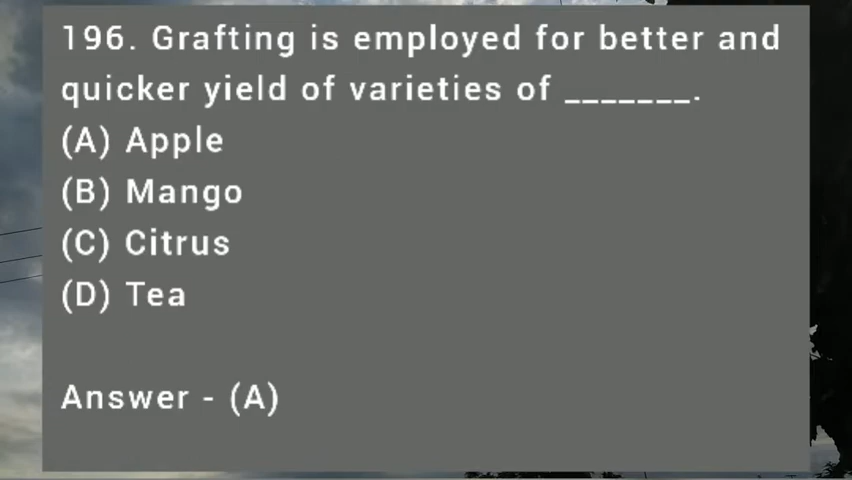 196. Grafting is employed for better and
quicker yield of varieties of _______.
(A) Apple
(B) Mango
(C) Citrus
(D) Tea
Answer - (A)